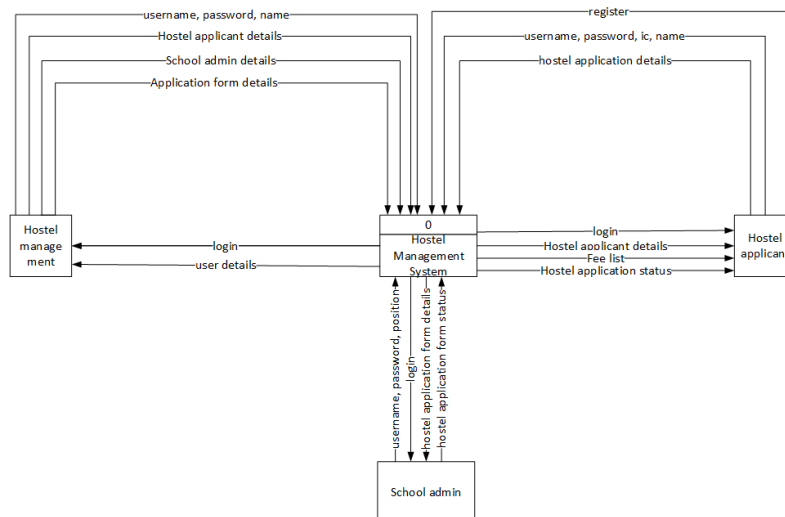 username, password, name
register
Hostel applicant details
username, password, ic, name
School admin details
hostel application details
Application form details
0
Hostel
manage
ment
login
user details
Hostel
Management
System
login
Hostel applicant details
Fee list
Hostel application status
Hostel
applicant
username, password, position
login
hostel application form details
hostel application form status
School admin